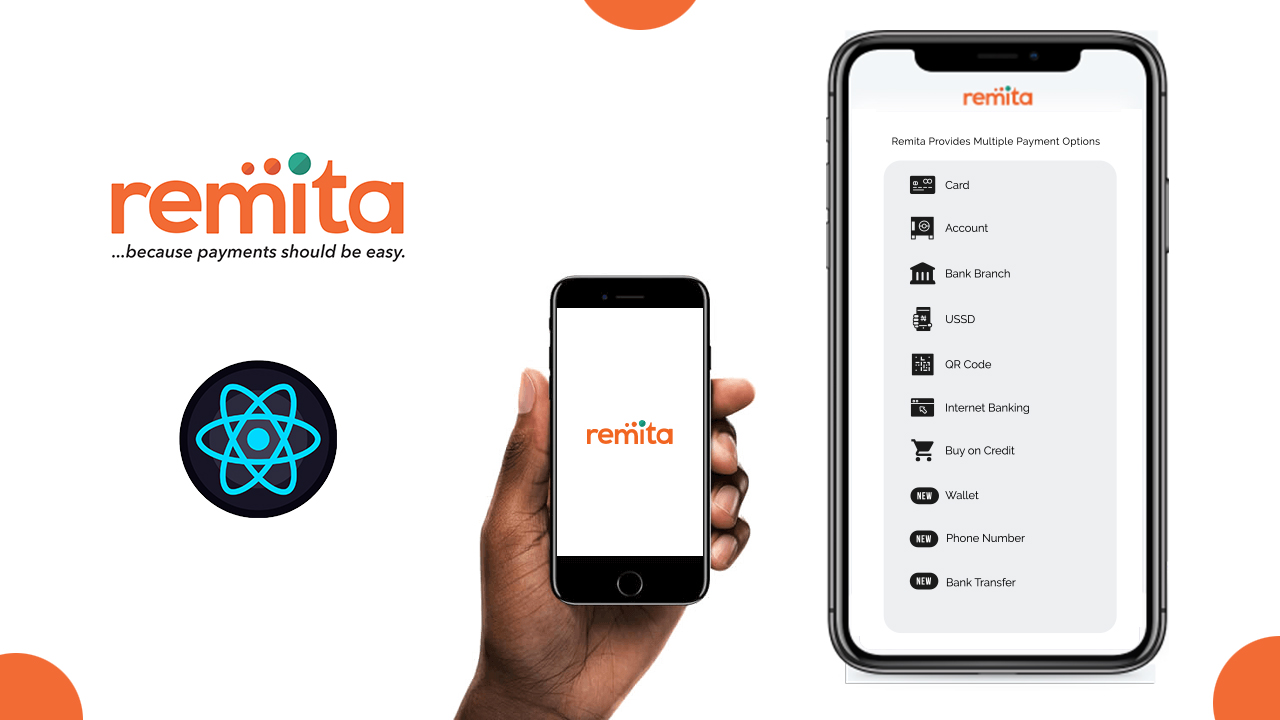 remita
...because payments should be easy.
remita
remita
Remita Provides Multiple Payment Options
Card
Account
Bank Branch
USSD
QR Code
Internet Banking
Buy on Credit
NEW Wallet
NEW Phone Number
NEW Bank Transfer